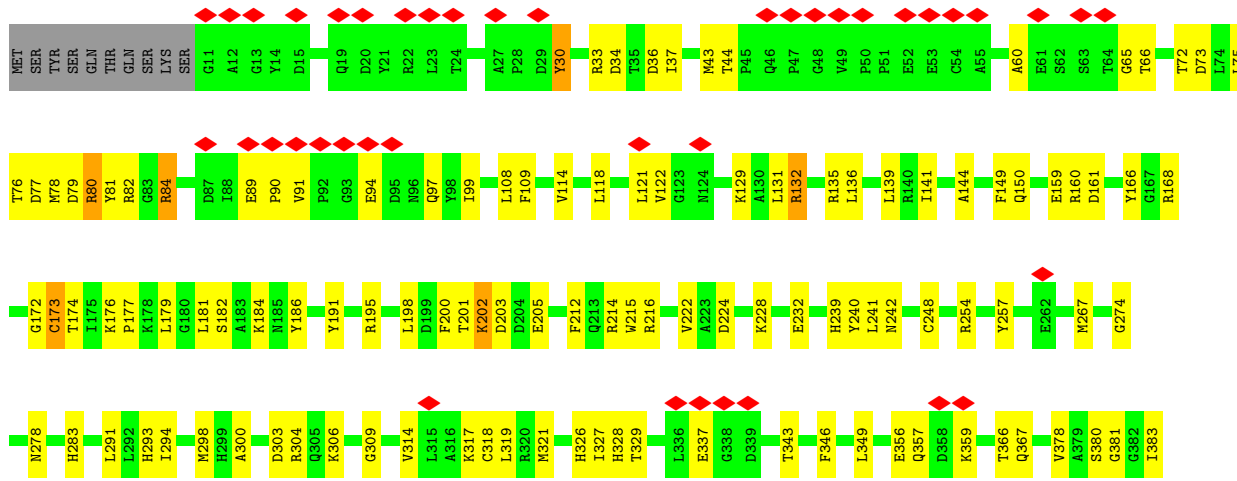 MET SER TYR SER GLN THR GLN SER LYS SER G11 A12 G13 Y14 D15 Q19 D20 Y21 R22 L23 T24 A27 P28 D29 Y30 R33 D34 T35 D36 I37 M43 T44 P45 Q46 P47 G48 V49 P50 P51 E52 E53 C54 A55 A60 E61 S62 S63 T64 G65 T66 T72 D73 L74 L75
T76 D77 M78 D79 R80 Y81 R82 G83 R84 D87 I88 E89 P90 V91 P92 G93 E94 D95 N96 Q97 Y98 I99 L108 F109 V114 L118 L121 V122 G123 N124 K129 A130 L131 R132 R135 L136 L139 R140 I141 A144 F149 Q150 E159 R160 D161 Y166 G167 R168
G172 C173 T174 I175 K176 P177 K178 L179 G180 L181 S182 A183 K184 N185 Y186 Y191 R195 L198 D199 F200 T201 K202 D203 D204 E205 F212 Q213 R214 W215 R216 V222 A223 D224 K228 E232 H239 Y240 L241 N242 C248 R254 Y257 E262 M267 G274
N278 H283 L291 L292 H293 I294 M298 H299 A300 D303 R304 Q305 K306 G309 V314 L315 A316 K317 C318 L319 R320 M321 H326 I327 H328 T329 L336 E337 G338 D339 T343 F346 L349 E356 Q357 D358 K359 T366 Q367 V378 A379 S380 G381 G382 I383